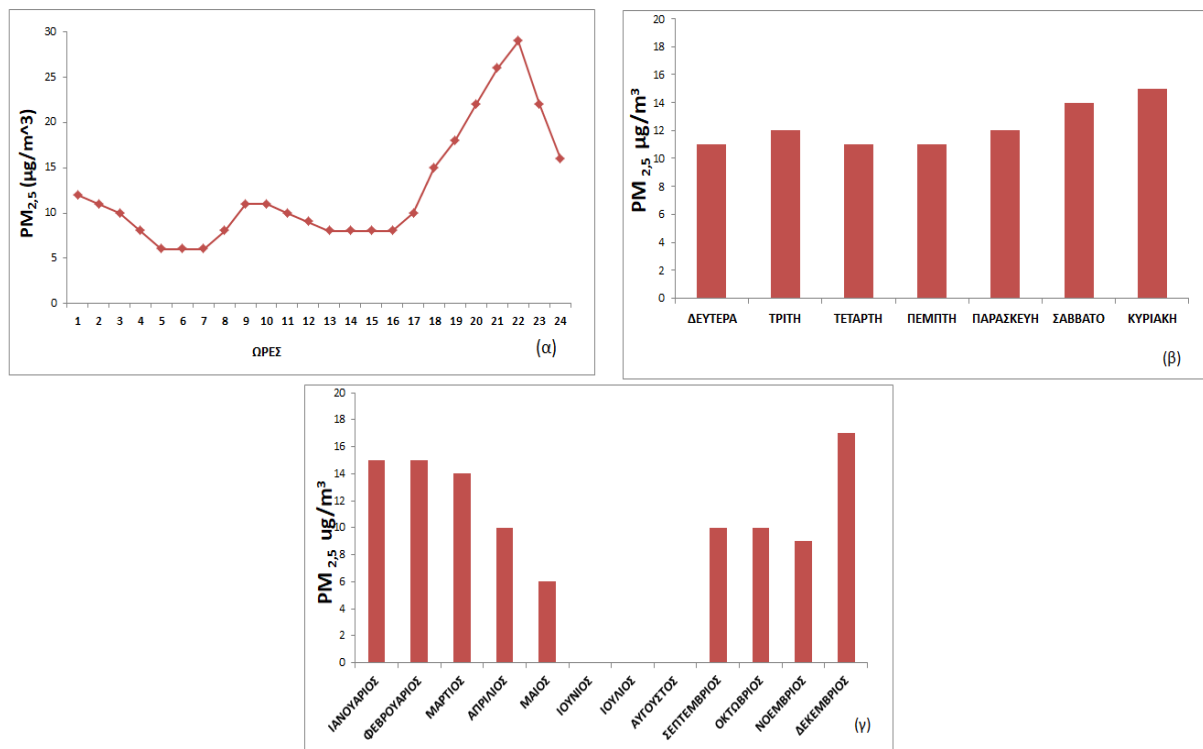 30
25
20
15
10
5
0
PM2,5 (μg/m^3)
1 2 3 4 5 6 7 8 9 10 11 12 13 14 15 16 17 18 19 20 21 22 23 24
ΩΡΕΣ
(α)
20
18
16
14
12
10
8
6
4
2
0
PM 2,5 μg/m³
ΔΕΥΤΕΡΑ ΤΡΙΤΗ ΤΕΤΑΡΤΗ ΠΕΜΠΤΗ ΠΑΡΑΣΚΕΥΗ ΣΑΒΒΑΤΟ ΚΥΡΙΑΚΗ
(β)
20
18
16
14
12
10
8
6
4
2
0
PM 2,5 ug/m³
ΙΑΝΟΥΑΡΙΟΣ
ΦΕΒΡΟΥΑΡΙΟΣ
ΜΑΡΤΙΟΣ
ΑΠΡΙΛΙΟΣ
ΜΑΙΟΣ
ΙΟΥΝΙΟΣ
ΙΟΥΛΙΟΣ
ΑΥΓΟΥΣΤΟΣ
ΣΕΠΤΕΜΒΡΙΟΣ
ΟΚΤΩΒΡΙΟΣ
ΝΟΕΜΒΡΙΟΣ
ΔΕΚΕΜΒΡΙΟΣ
(γ)